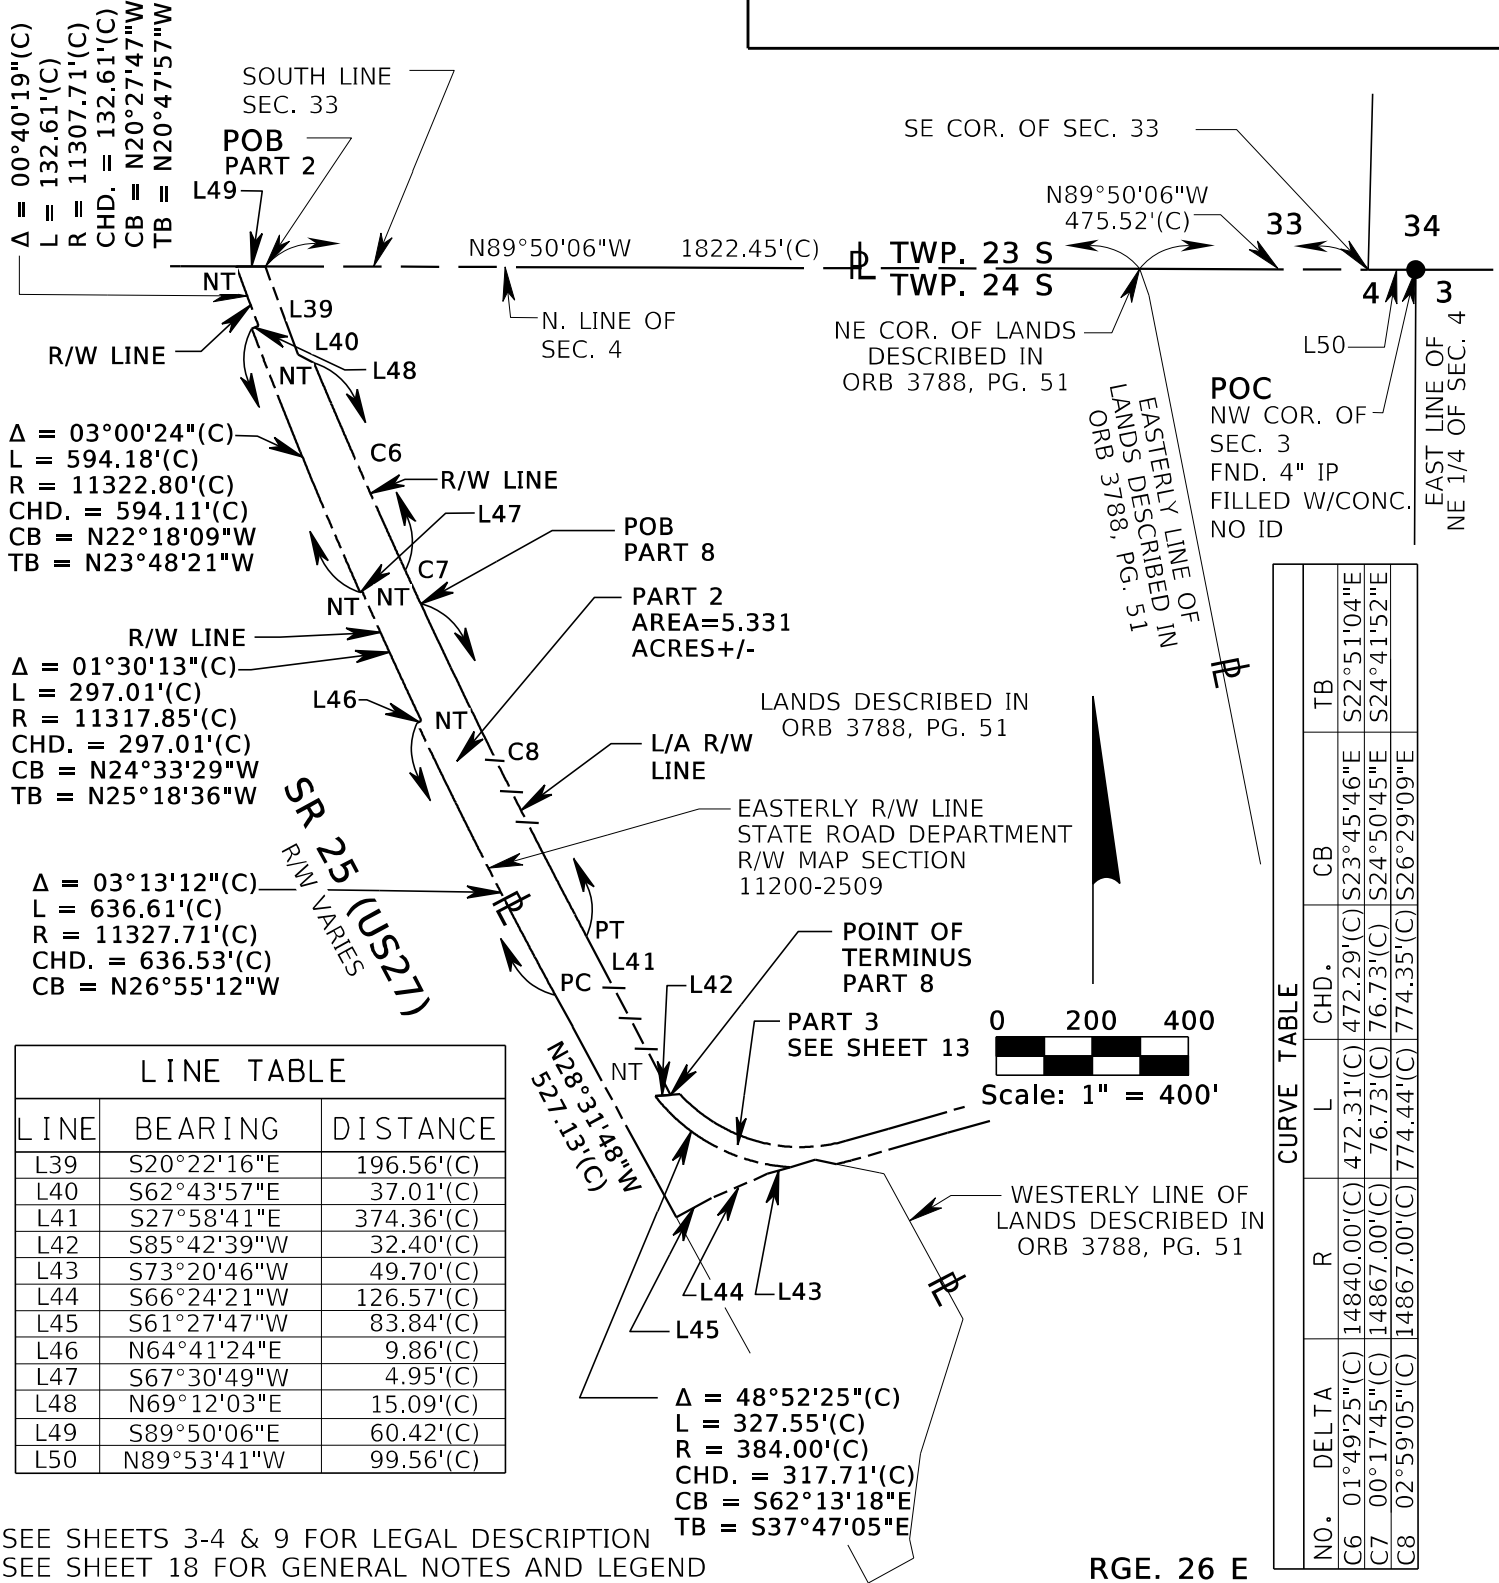 Δ = 00°40'19"(C)
L = 132.61'(C)
R = 11307.71'(C)
CHD. = 132.61'(C)
CB = N20°27'47"W
TB = N20°47'57"W
SOUTH LINE
SEC. 33
POB
PART 2
L49
SE COR. OF SEC. 33
N89°50'06"W
475.52'(C)
33
34
N89°50'06"W 1822.45'(C)
PL
TWP. 23 S
TWP. 24 S
4
3
NT
L39
L40
L48
NT
R/W LINE
N. LINE OF
SEC. 4
NE COR. OF LANDS
DESCRIBED IN
ORB 3788, PG. 51
L50
POC
NW COR. OF
SEC. 3
FND. 4" IP
FILLED W/CONC.
NO ID
EAST LINE OF
NE 1/4 OF SEC. 4
EASTERLY LINE OF
LANDS DESCRIBED IN
ORB 3788, PG. 51
PL
Δ = 03°00'24"(C)
L = 594.18'(C)
R = 11322.80'(C)
CHD. = 594.11'(C)
CB = N22°18'09"W
TB = N23°48'21"W
C6
R/W LINE
L47
POB
PART 8
C7
NT
NT
PART 2
AREA=5.331
ACRES+/-
R/W LINE
Δ = 01°30'13"(C)
L = 297.01'(C)
R = 11317.85'(C)
CHD. = 297.01'(C)
CB = N24°33'29"W
TB = N25°18'36"W
L46
NT
LANDS DESCRIBED IN
ORB 3788, PG. 51
C8
L/A R/W
LINE
SR 25 (US27)
R/W VARIES
EASTERLY R/W LINE
STATE ROAD DEPARTMENT
R/W MAP SECTION
11200-2509
Δ = 03°13'12"(C)
L = 636.61'(C)
R = 11327.71'(C)
CHD. = 636.53'(C)
CB = N26°55'12"W
PL
PT
L41
PC
L42
POINT OF
TERMINUS
PART 8
PART 3
SEE SHEET 13
0 200 400
Scale: 1" = 400'
NT
N28°31'48"W
527.13'(C)
LINE TABLE
LINE BEARING DISTANCE
L39 S20°22'16"E 196.56'(C)
L40 S62°43'57"E 37.01'(C)
L41 S27°58'41"E 374.36'(C)
L42 S85°42'39"W 32.40'(C)
L43 S73°20'46"W 49.70'(C)
L44 S66°24'21"W 126.57'(C)
L45 S61°27'47"W 83.84'(C)
L46 N64°41'24"E 9.86'(C)
L47 S67°30'49"W 4.95'(C)
L48 N69°12'03"E 15.09'(C)
L49 S89°50'06"E 60.42'(C)
L50 N89°53'41"W 99.56'(C)
WESTERLY LINE OF
LANDS DESCRIBED IN
ORB 3788, PG. 51
PL
L44
L43
L45
Δ = 48°52'25"(C)
L = 327.55'(C)
R = 384.00'(C)
CHD. = 317.71'(C)
CB = S62°13'18"E
TB = S37°47'05"E
CURVE TABLE
NO. DELTA R L CHD. CB TB
C6 01°49'25"(C) 14840.00'(C) 472.31'(C) 472.29'(C) S23°45'46"E S22°51'04"E
C7 00°17'45"(C) 14867.00'(C) 76.73'(C) 76.73'(C) S24°50'45"E S24°41'52"E
C8 02°59'05"(C) 14867.00'(C) 774.44'(C) 774.35'(C) S26°29'09"E
SEE SHEETS 3-4 & 9 FOR LEGAL DESCRIPTION
SEE SHEET 18 FOR GENERAL NOTES AND LEGEND
RGE. 26 E